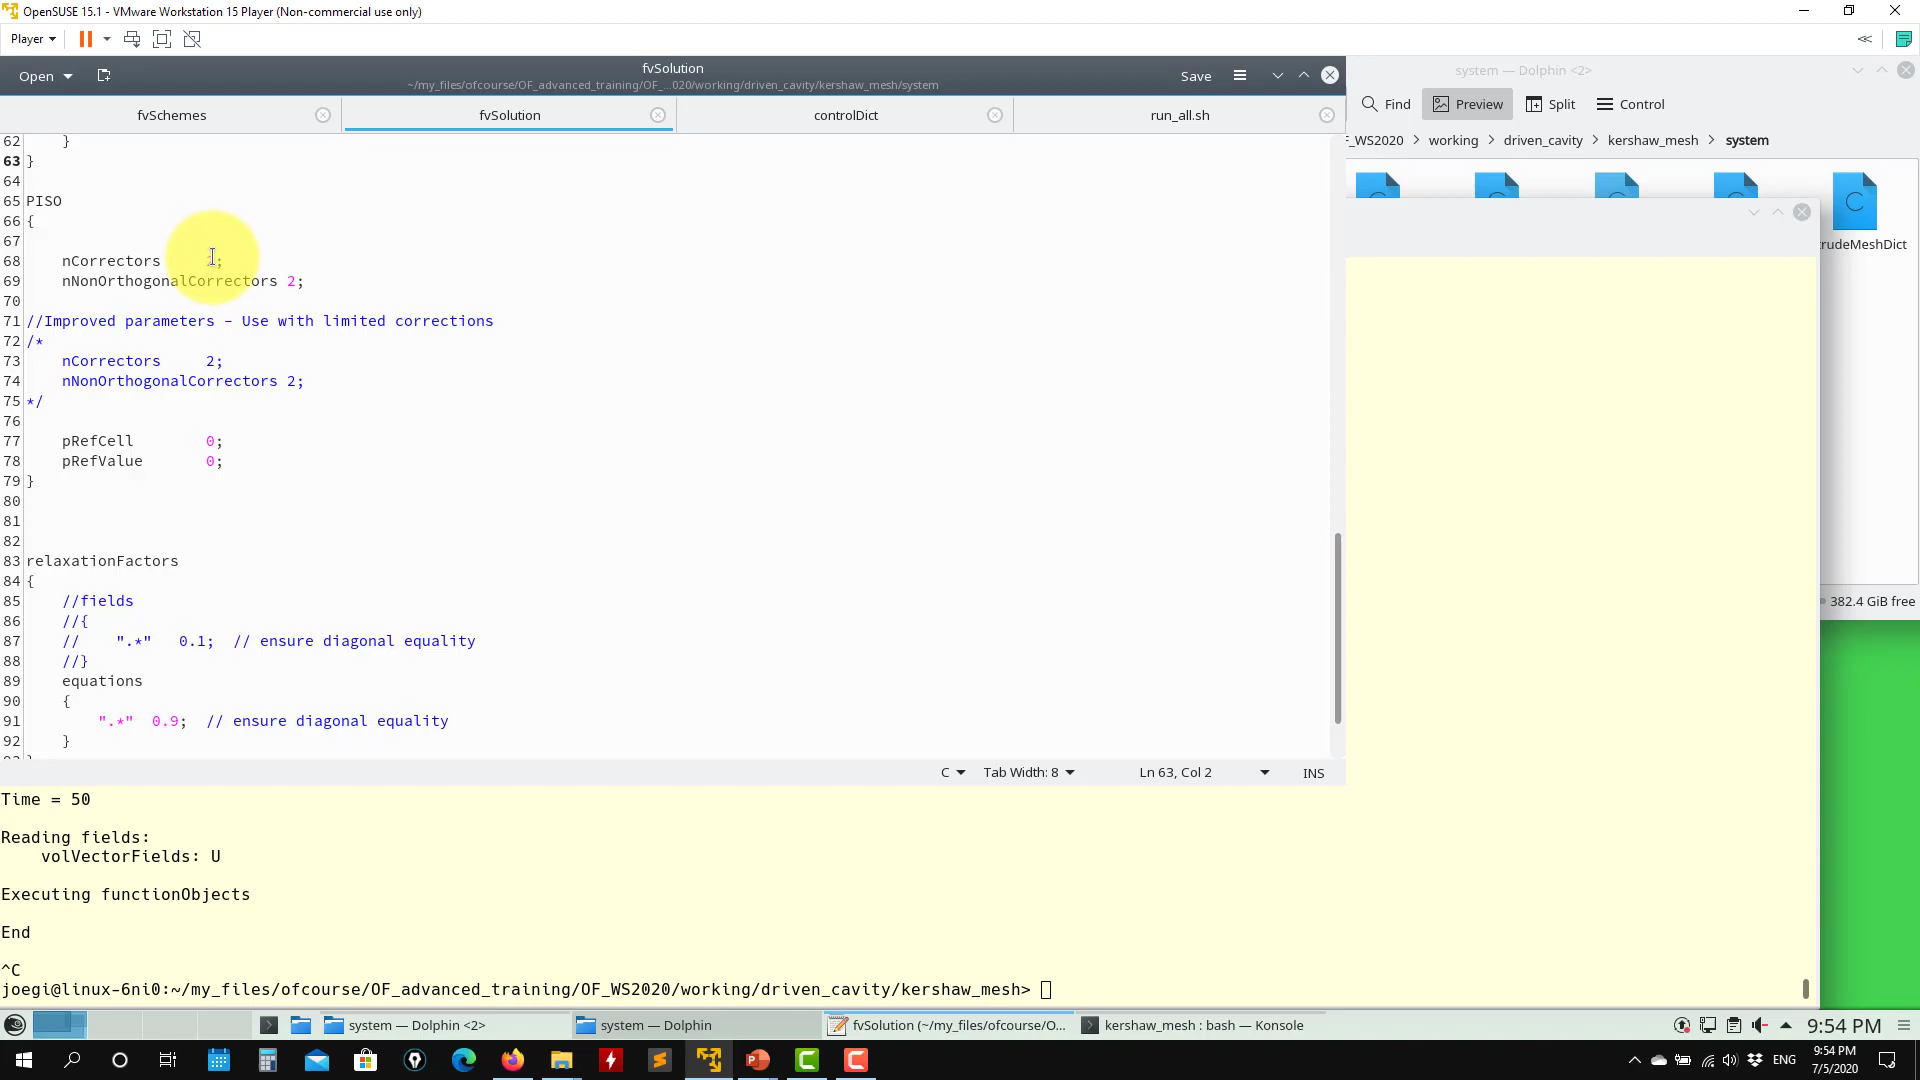 OpenSUSE 15.1 - VMware Workstation 15 Player (Non-commercial use only)
Player
Open
fvSolution
~/my_files/ofcourse/OF_advanced_training/OF_...020/working/driven_cavity/kershaw_mesh/system
Save
system — Dolphin <2>
fvSchemes
fvSolution
controlDict
run_all.sh
Find
Preview
Split
Control
F_WS2020 > working > driven_cavity > kershaw_mesh > system
rudeMeshDict
382.4 GiB free
62     }
63 }
64
65 PISO
66 {
67
68     nCorrectors     2;
69     nNonOrthogonalCorrectors 2;
70
71 //Improved parameters - Use with limited corrections
72 /*
73     nCorrectors     2;
74     nNonOrthogonalCorrectors 2;
75 */
76
77     pRefCell        0;
78     pRefValue       0;
79 }
80
81
82
83 relaxationFactors
84 {
85     //fields
86     //{
87     //    ".*"   0.1;  // ensure diagonal equality
88     //}
89     equations
90     {
91         ".*"  0.9;  // ensure diagonal equality
92     }
C
Tab Width: 8
Ln 63, Col 2
INS
Time = 50
Reading fields:
    volVectorFields: U
Executing functionObjects
End
^C
joegi@linux-6ni0:~/my_files/ofcourse/OF_advanced_training/OF_WS2020/working/driven_cavity/kershaw_mesh>
system — Dolphin <2>
system — Dolphin
fvSolution (~/my_files/ofcourse/O...
kershaw_mesh : bash — Konsole
9:54 PM
ENG
9:54 PM
7/5/2020